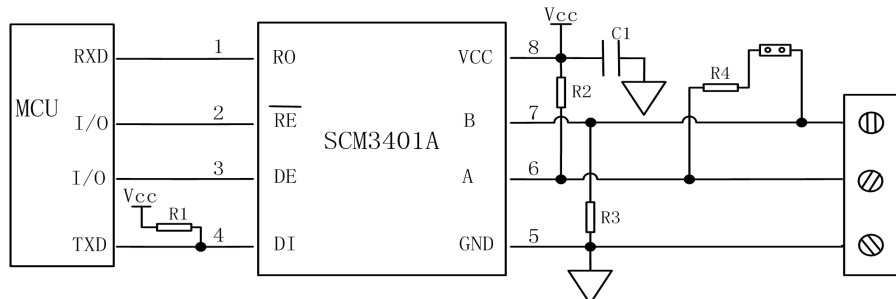 Vcc
C1
RXD
1
RO
VCC
8
R4
MCU
R2
I/O
2
RE
SCM3401A
B
7
I/O
3
DE
A
6
Vcc
R1
R3
TXD
4
DI
GND
5